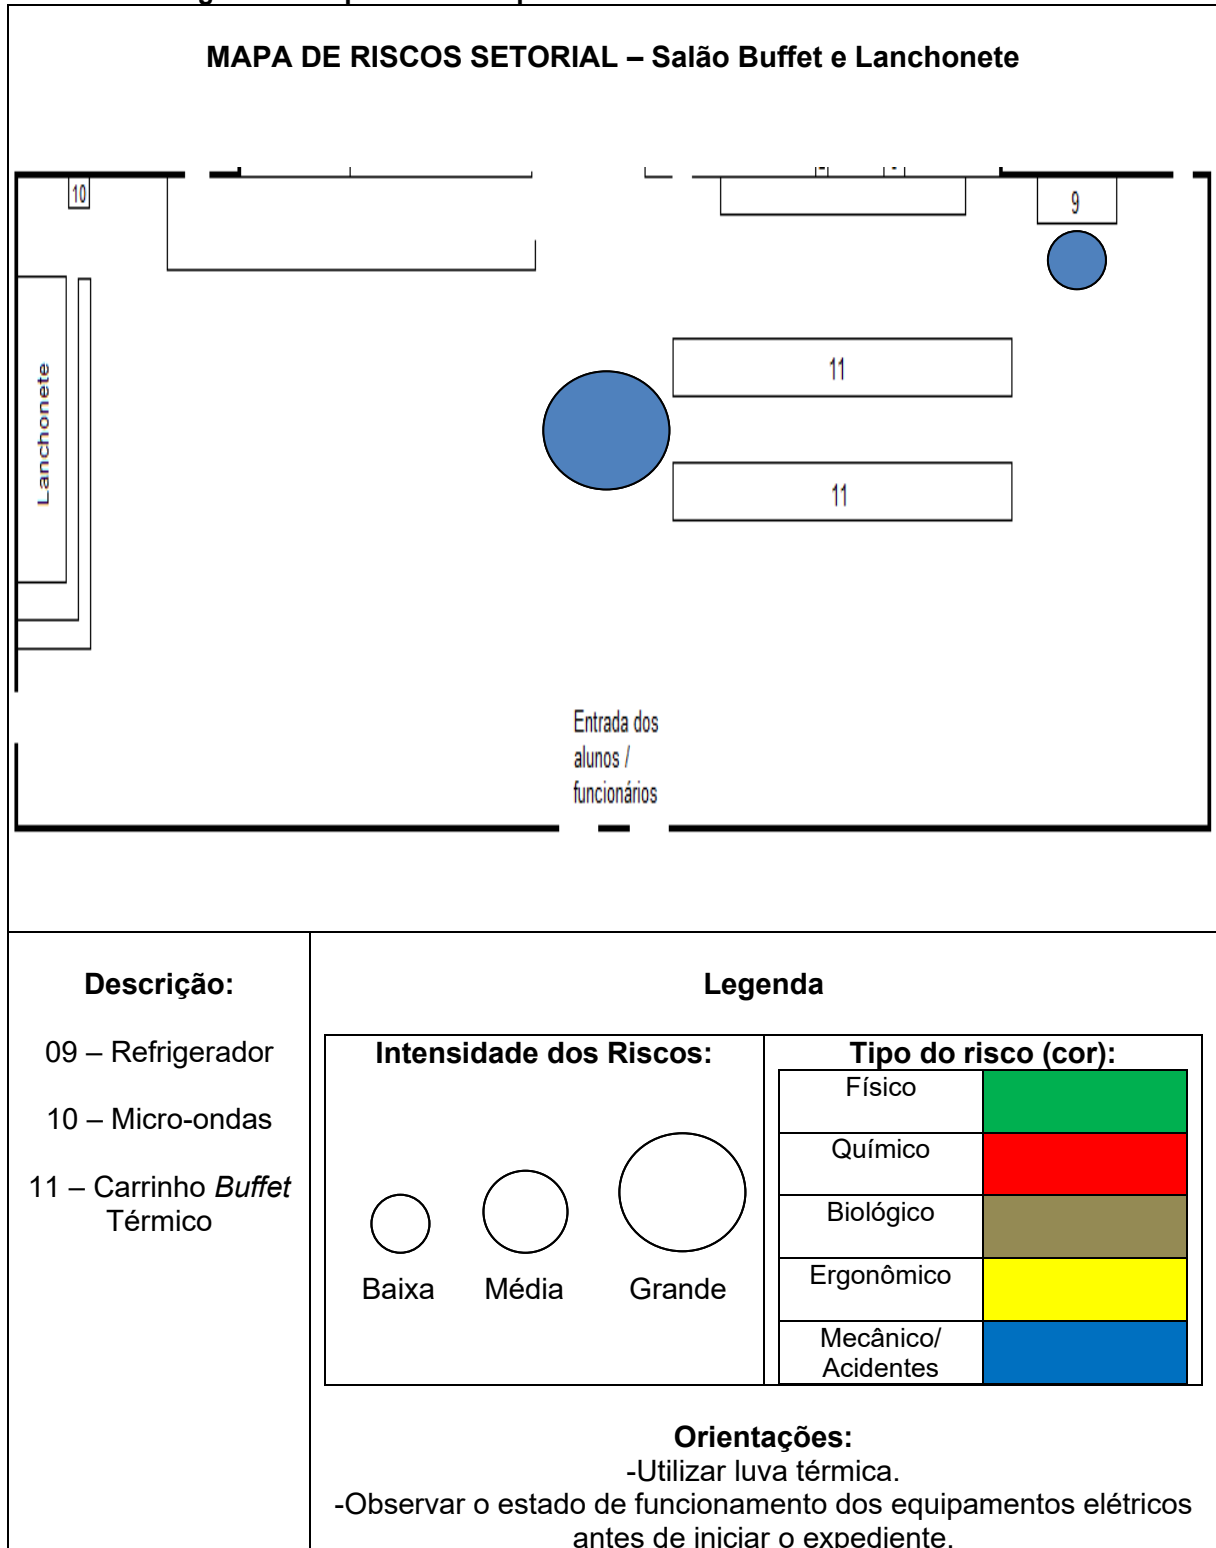 MAPA DE RISCOS SETORIAL – Salão Buffet e Lanchonete
10
9
11
11
Lanchonete
Entrada dos
alunos /
funcionários
Descrição:
09 – Refrigerador
10 – Micro-ondas
11 – Carrinho Buffet
Térmico
Legenda
Intensidade dos Riscos:
Baixa Média Grande
Tipo do risco (cor):
Físico
Químico
Biológico
Ergonômico
Mecânico/
Acidentes
Orientações:
-Utilizar luva térmica.
-Observar o estado de funcionamento dos equipamentos elétricos
antes de iniciar o expediente.